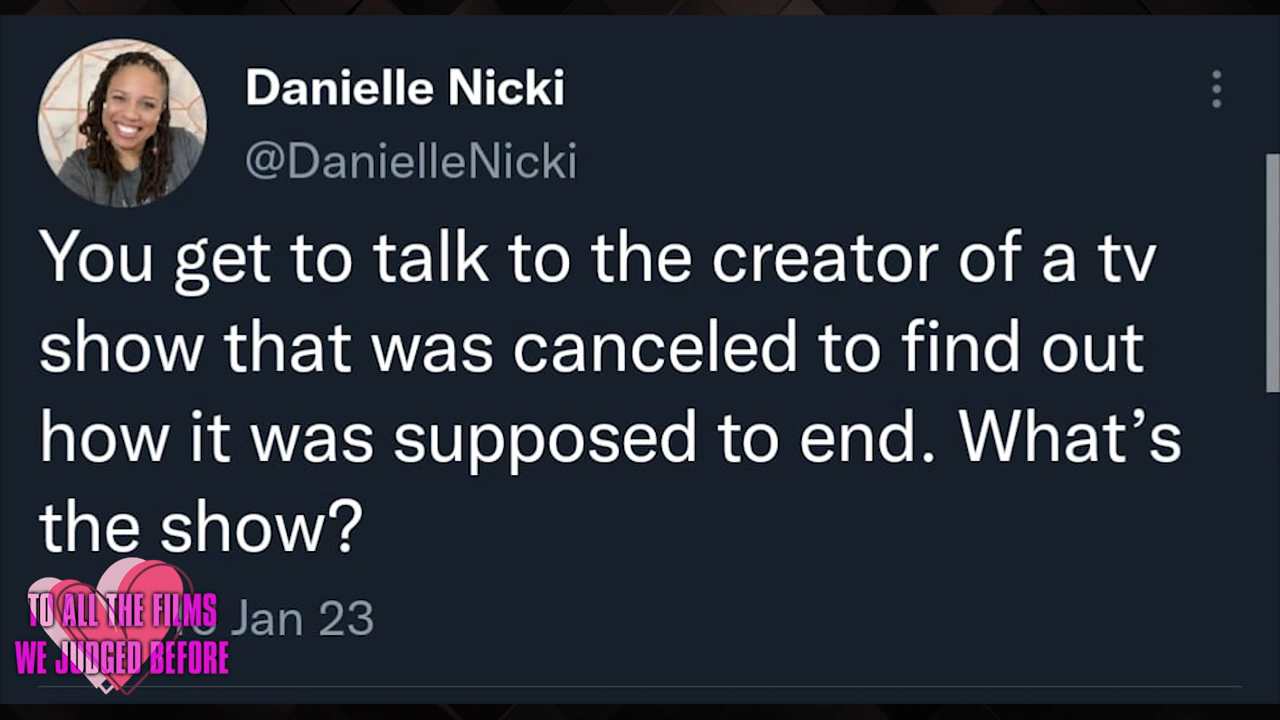 Danielle Nicki
@DanielleNicki
You get to talk to the creator of a tv
show that was canceled to find out
how it was supposed to end. What’s
the show?
Jan 23
TO ALL THE FILMS
WE JUDGED BEFORE